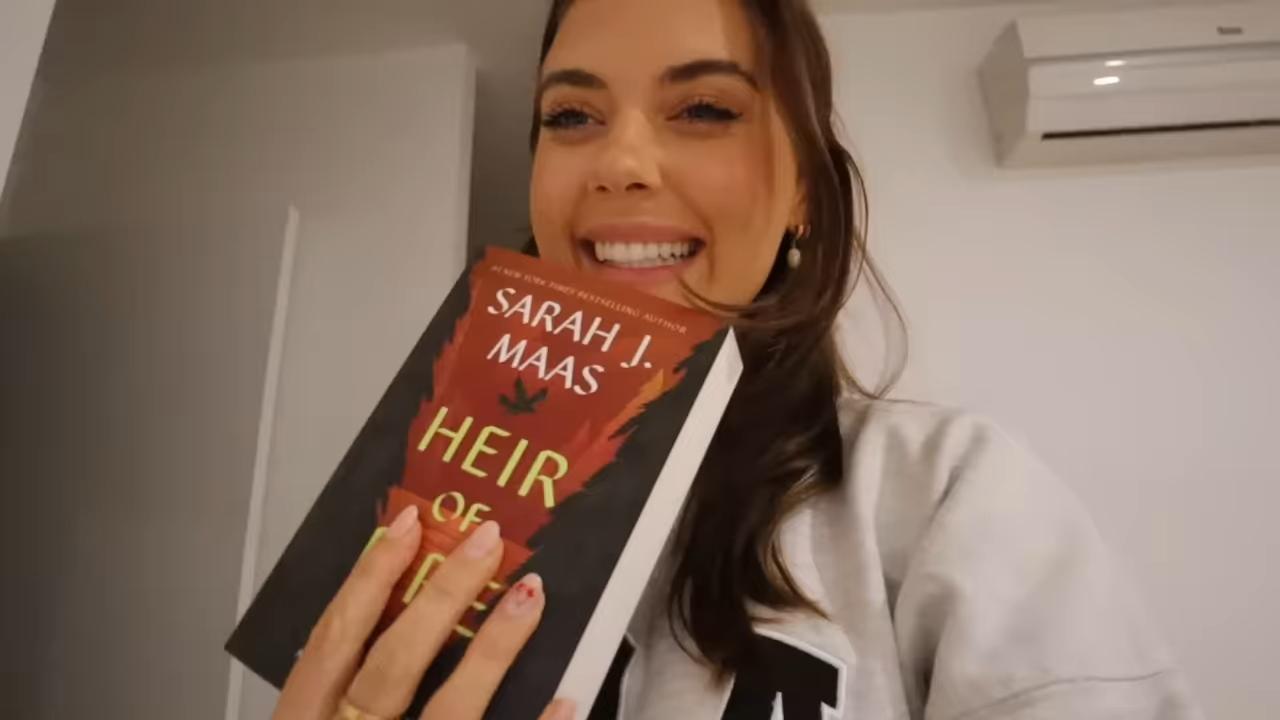 #1 NEW YORK TIMES BESTSELLING AUTHOR
SARAH J.
MAAS
HEIR
OF